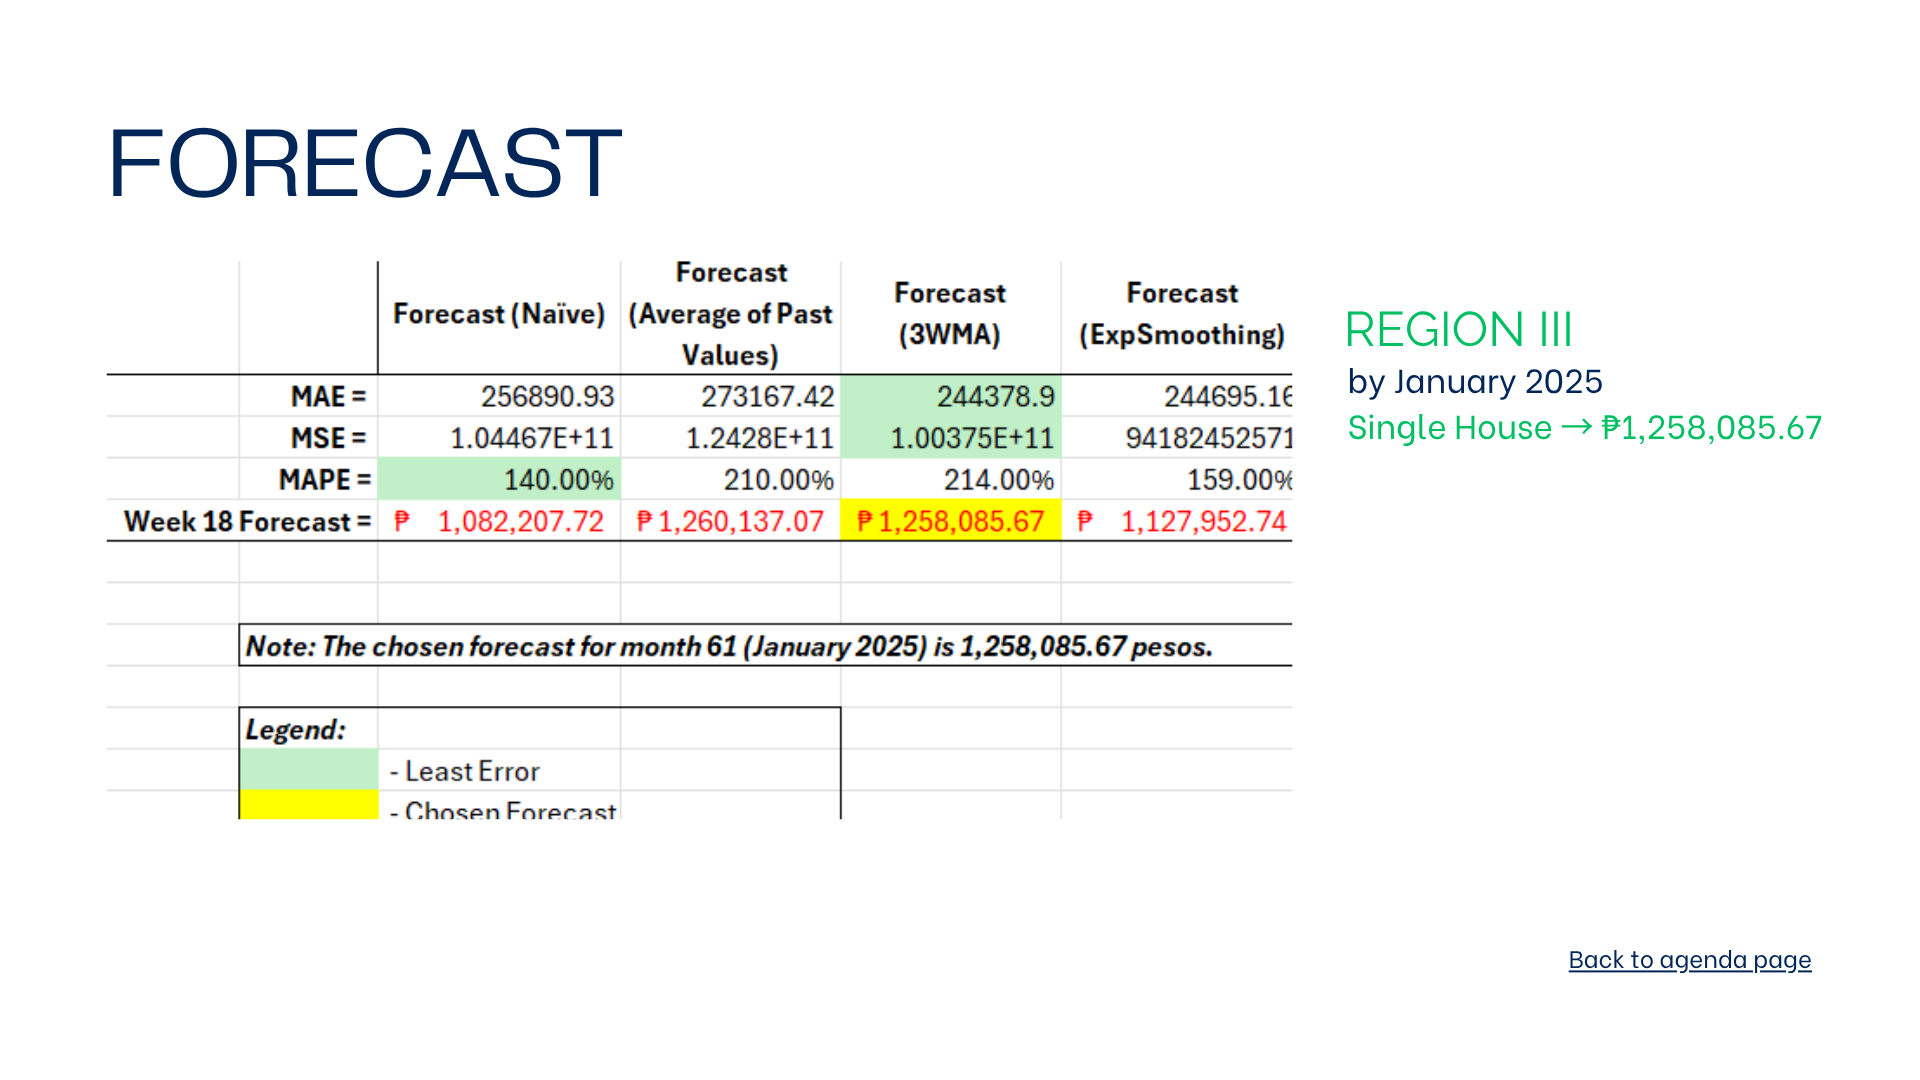 FORECAST
Forecast (Naïve)
Forecast
(Average of Past
Values)
Forecast
(3WMA)
Forecast
(ExpSmoothing)
MAE = 256890.93 273167.42 244378.9 244695.16
MSE = 1.04467E+11 1.2428E+11 1.00375E+11 94182452571
MAPE = 140.00% 210.00% 214.00% 159.00%
Week 18 Forecast = ₱ 1,082,207.72 ₱ 1,260,137.07 ₱ 1,258,085.67 ₱ 1,127,952.74
Note: The chosen forecast for month 61 (January 2025) is 1,258,085.67 pesos.
Legend:
- Least Error
- Chosen Forecast
REGION III
by January 2025
Single House → ₱1,258,085.67
Back to agenda page